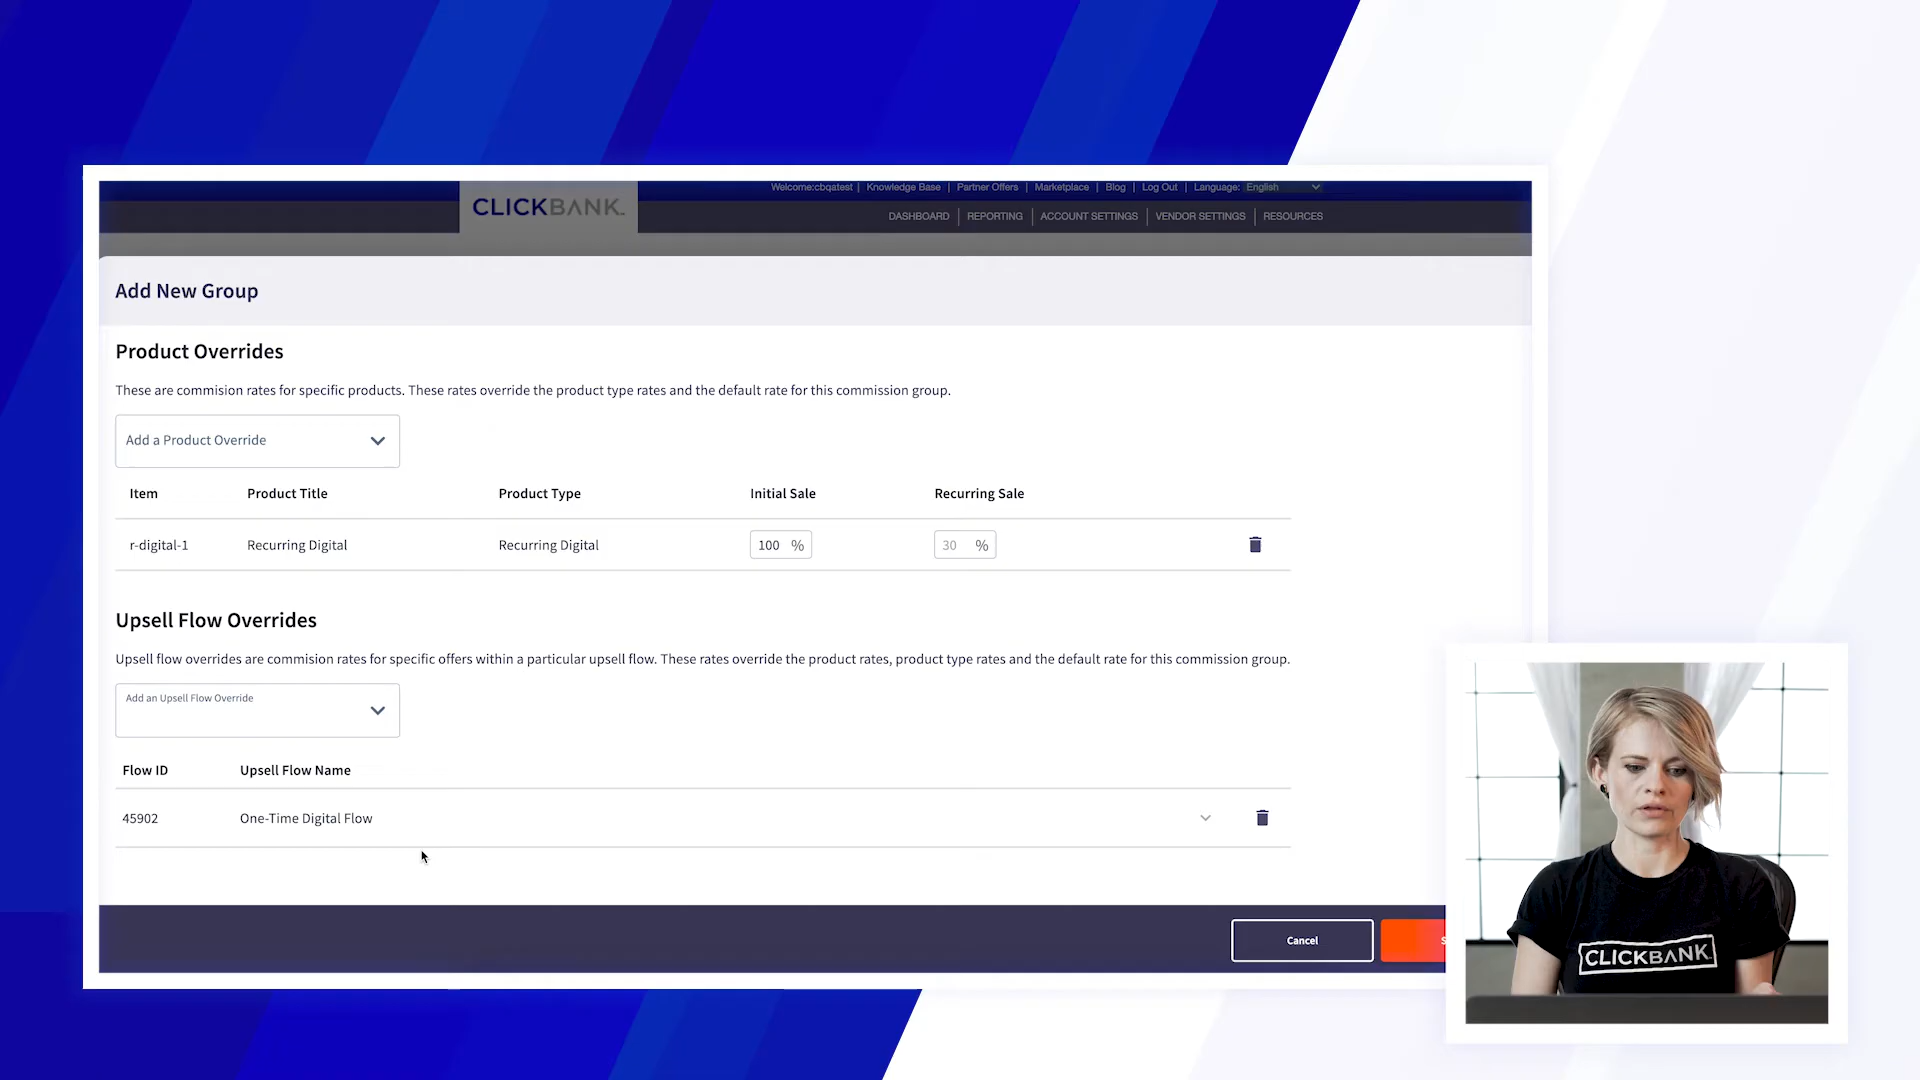 Welcome:cbqatest | Knowledge Base | Partner Offers | Marketplace | Blog | Log Out | Language: English
CLICKBANK.
DASHBOARD | REPORTING | ACCOUNT SETTINGS | VENDOR SETTINGS | RESOURCES
Add New Group
Product Overrides
These are commision rates for specific products. These rates override the product type rates and the default rate for this commission group.
Add a Product Override
Item Product Title Product Type Initial Sale Recurring Sale
r-digital-1 Recurring Digital Recurring Digital 100 % 30 %
Upsell Flow Overrides
Upsell flow overrides are commision rates for specific offers within a particular upsell flow. These rates override the product rates, product type rates and the default rate for this commission group.
Add an Upsell Flow Override
Flow ID Upsell Flow Name
45902 One-Time Digital Flow
Cancel
CLICKBANK.